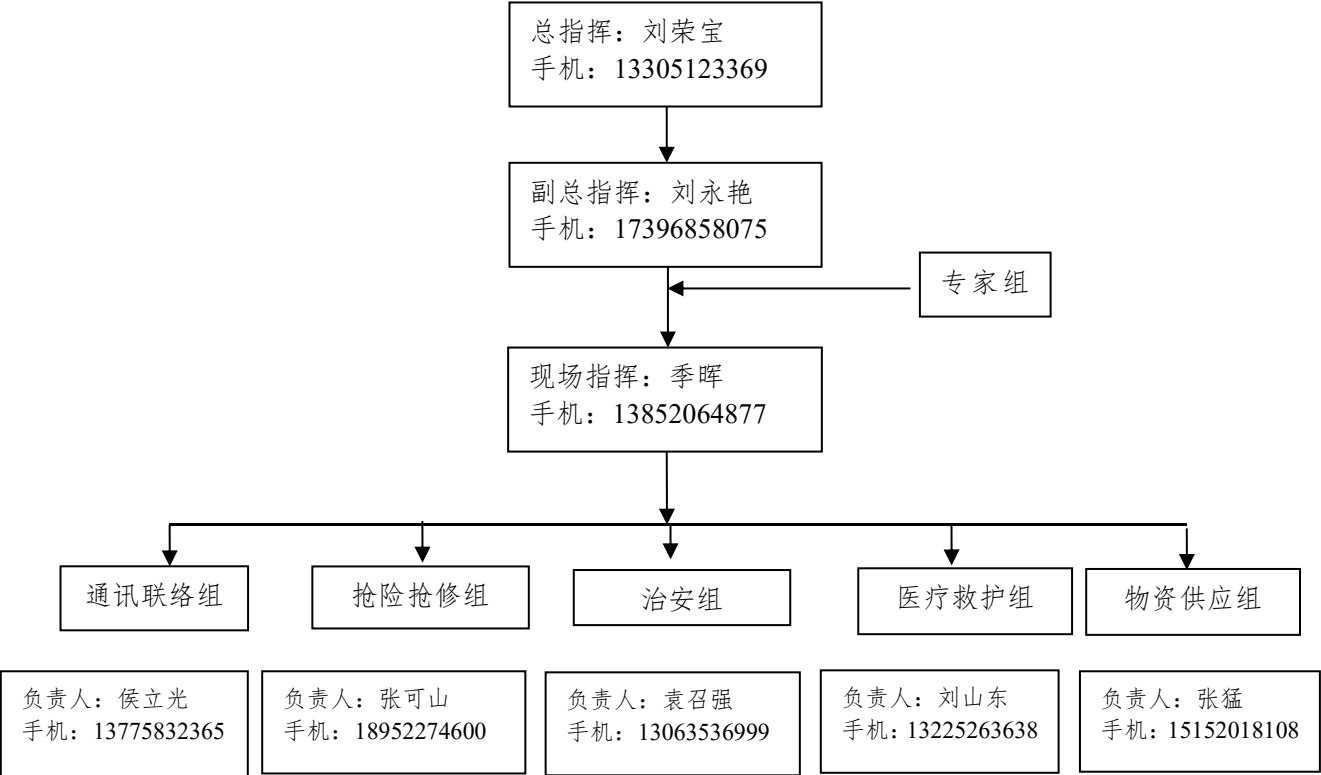 总指挥：刘荣宝
手机：13305123369
副总指挥：刘永艳
手机：17396858075
专家组
现场指挥：季晖
手机：13852064877
通讯联络组
抢险抢修组
治安组
医疗救护组
物资供应组
负责人：侯立光
手机：13775832365
负责人：张可山
手机：18952274600
负责人：袁召强
手机：13063536999
负责人：刘山东
手机：13225263638
负责人：张猛
手机：15152018108